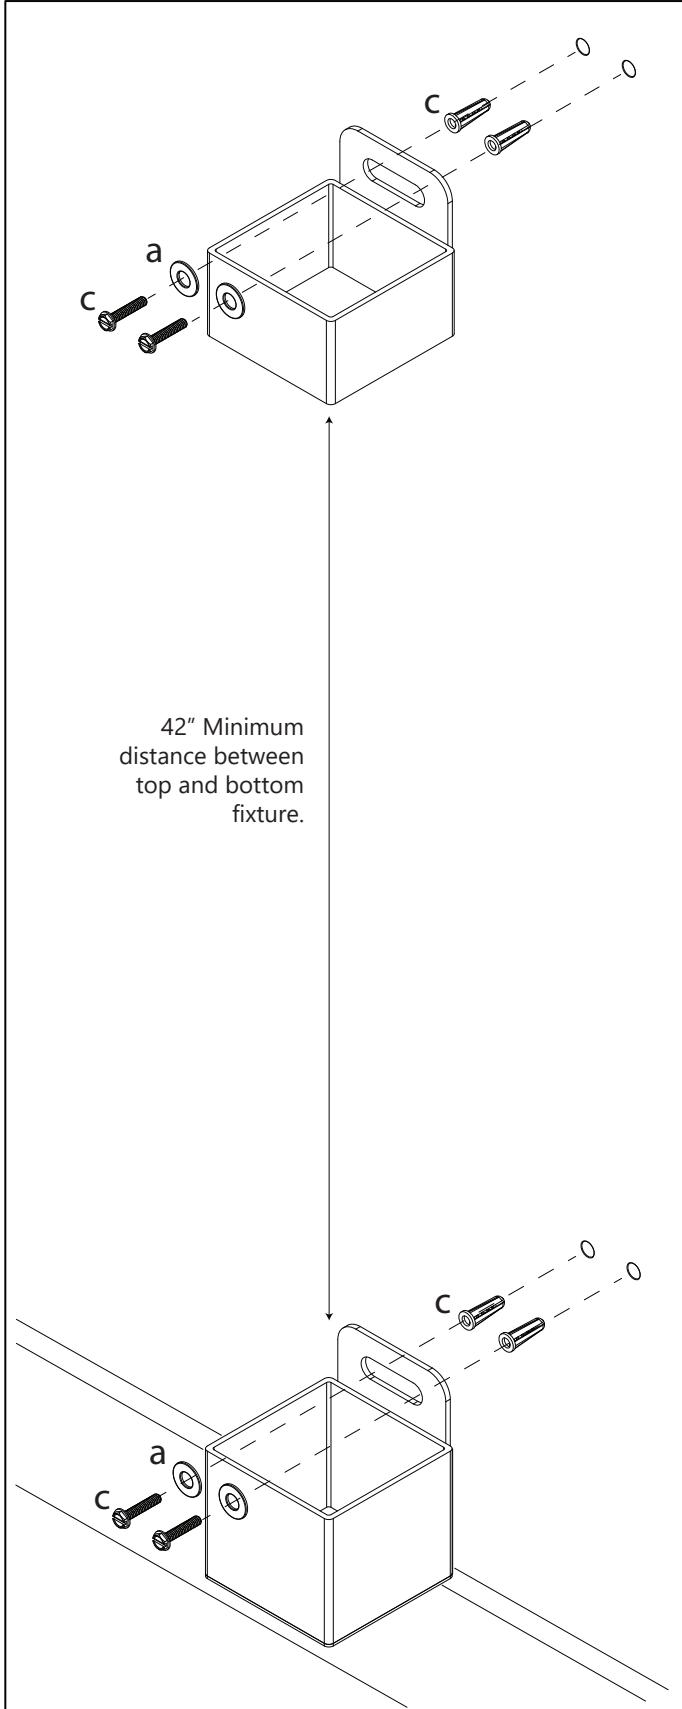 c
a
c
42" Minimum
distance between
top and bottom
fixture.
c
a
c